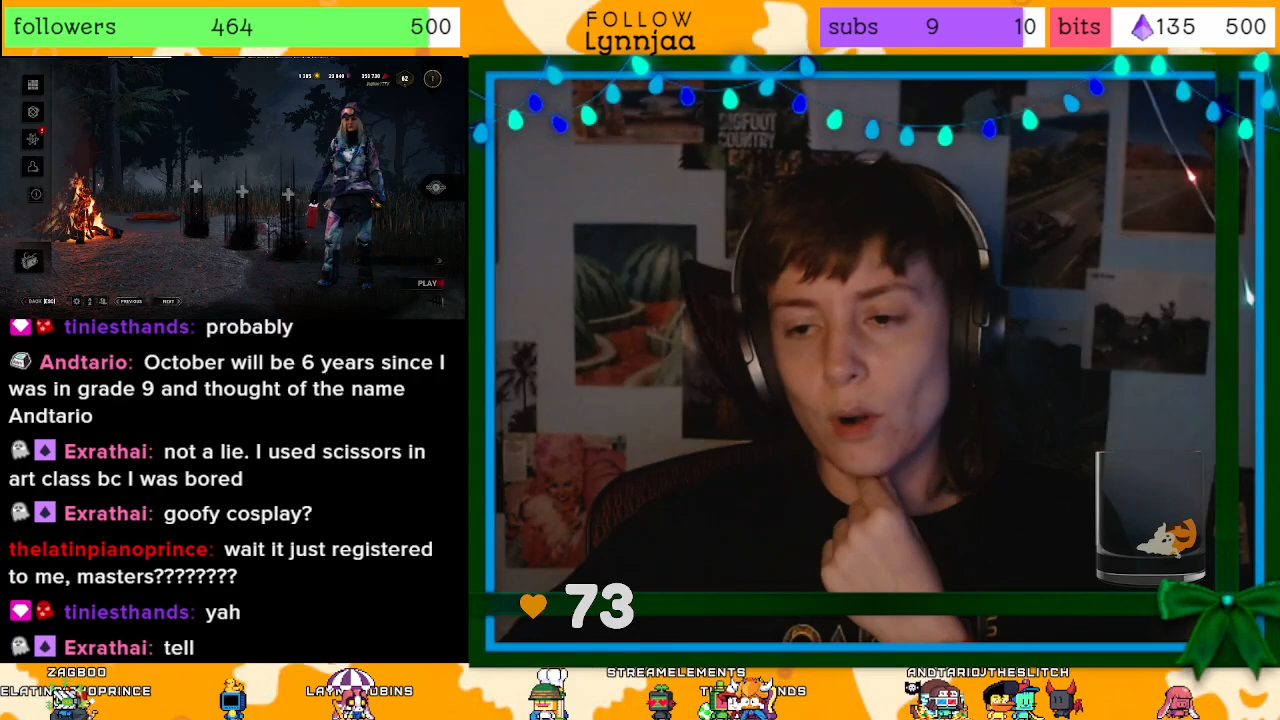 followers 464 500
FOLLOW
Lynnjaa
subs 9 10
bits 135 500
BIGFOOT
COUNTRY
PLAY
BACK
PREVIOUS
NEXT
tiniesthands: probably
Andtario: October will be 6 years since I
was in grade 9 and thought of the name
Andtario
Exrathai: not a lie. I used scissors in
art class bc I was bored
Exrathai: goofy cosplay?
thelatinpianoprince: wait it just registered
to me, masters????????
tiniesthands: yah
Exrathai: tell
73
ZAGBOO
STREAMELEMENTS